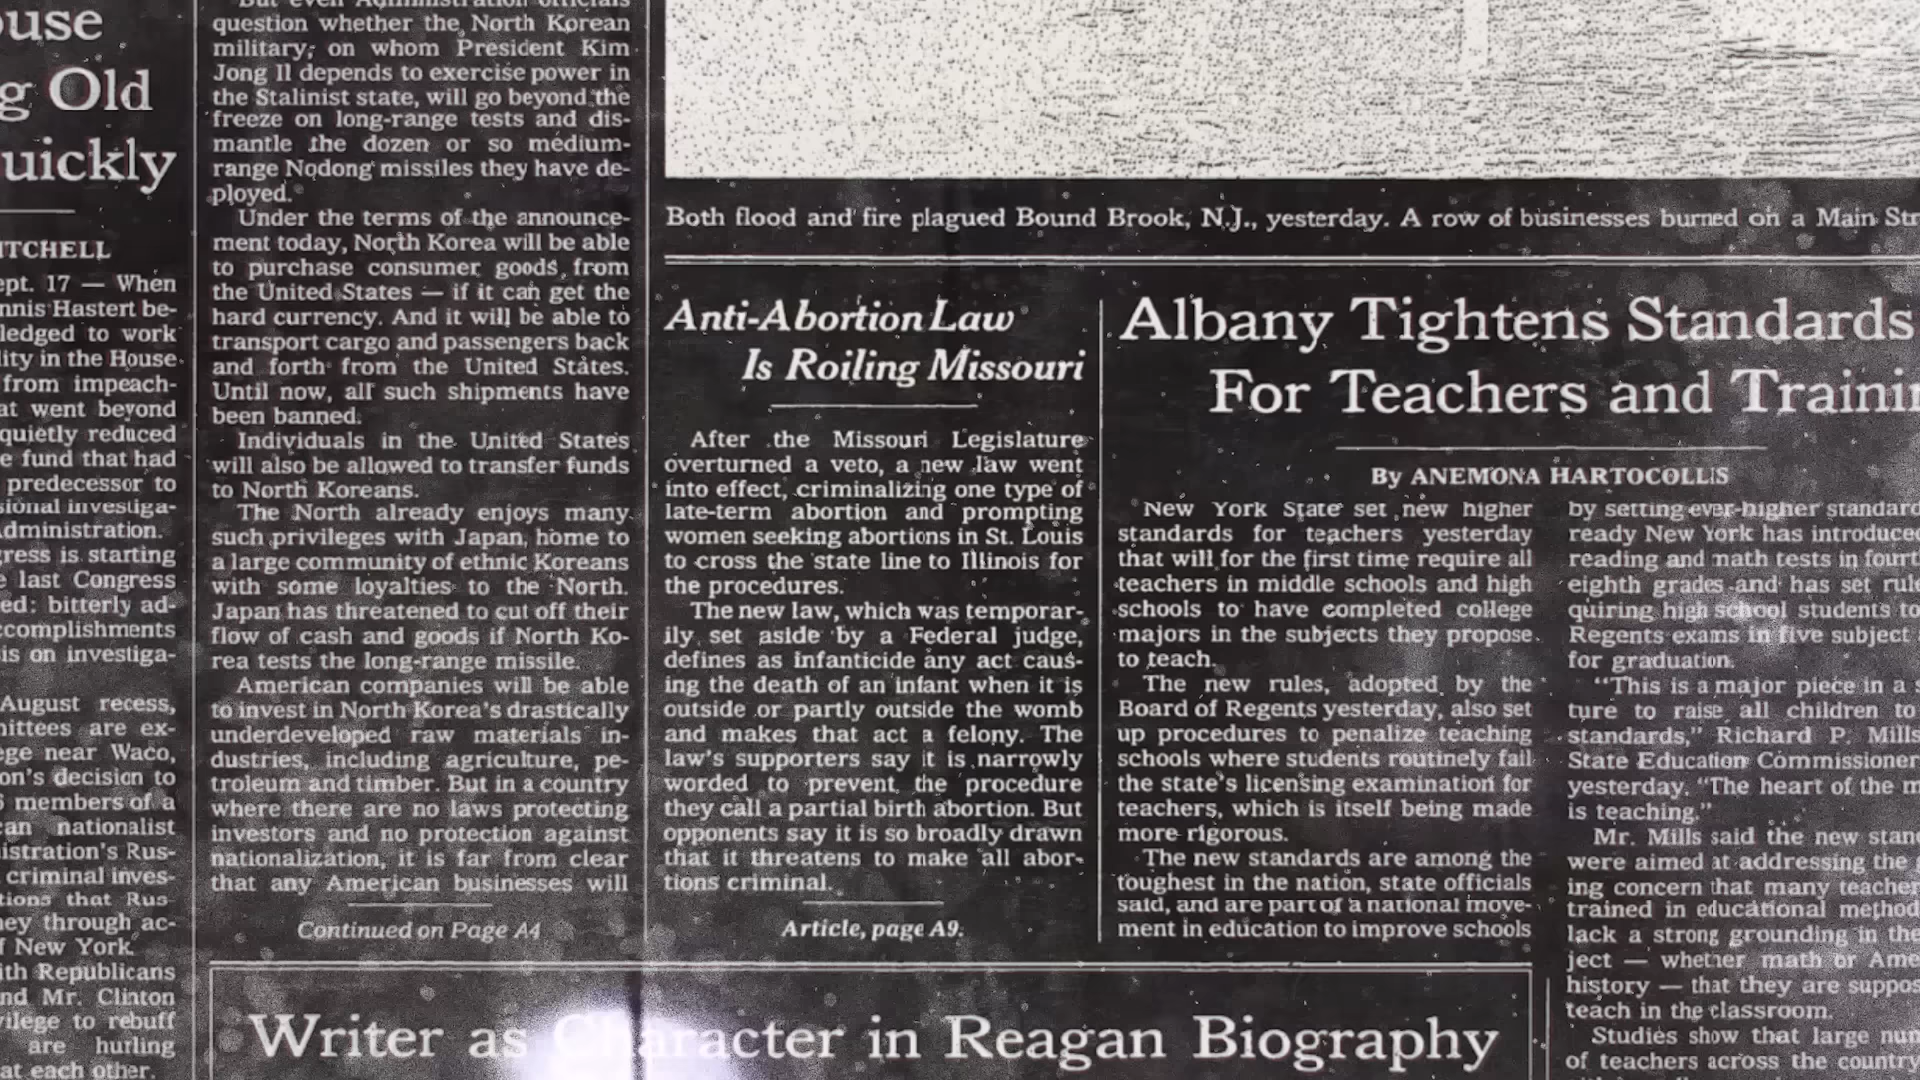 ouse
g Old
uickly
ITCHELL
ept. 17 — When
nnis Hastert be-
ledged to work
lity in the House
from impeach-
at went beyond
quietly reduced
e fund that had
predecessor to
sional investiga-
dministration.
gress is starting
e last Congress
ed: bitterly ad-
ccomplishments
is on investiga-
August recess,
mittees are ex-
ege near Waco,
on's decision to
members of a
can nationalist
istration's Rus-
criminal inves-
tions that Rus-
ney through ac-
f New York.
ith Republicans
nd Mr. Clinton
vilege to rebuff
are hurling
at each other.
But even Administration officials
question whether the North Korean
military, on whom President Kim
Jong Il depends to exercise power in
the Stalinist state, will go beyond the
freeze on long-range tests and dis-
mantle the dozen or so medium-
range Nodong missiles they have de-
ployed.
Under the terms of the announce-
ment today, North Korea will be able
to purchase consumer goods from
the United States — if it can get the
hard currency. And it will be able to
transport cargo and passengers back
and forth from the United States.
Until now, all such shipments have
been banned.
Individuals in the United States
will also be allowed to transfer funds
to North Koreans.
The North already enjoys many
such privileges with Japan, home to
a large community of ethnic Koreans
with some loyalties to the North.
Japan has threatened to cut off their
flow of cash and goods if North Ko-
rea tests the long-range missile.
American companies will be able
to invest in North Korea's drastically
underdeveloped raw materials in-
dustries, including agriculture, pe-
troleum and timber. But in a country
where there are no laws protecting
investors and no protection against
nationalization, it is far from clear
that any American businesses will
Continued on Page A4
Both flood and fire plagued Bound Brook, N.J., yesterday. A row of businesses burned on a Main Str
Anti-Abortion Law
Is Roiling Missouri
After the Missouri Legislature
overturned a veto, a new law went
into effect, criminalizing one type of
late-term abortion and prompting
women seeking abortions in St. Louis
to cross the state line to Illinois for
the procedures.
The new law, which was temporar-
ily set aside by a Federal judge,
defines as infanticide any act caus-
ing the death of an infant when it is
outside or partly outside the womb
and makes that act a felony. The
law's supporters say it is narrowly
worded to prevent the procedure
they call a partial birth abortion. But
opponents say it is so broadly drawn
that it threatens to make all abor-
tions criminal.
Article, page A9.
Albany Tightens Standards
For Teachers and Trainin
By ANEMONA HARTOCOLLIS
New York State set new higher
standards for teachers yesterday
that will for the first time require all
teachers in middle schools and high
schools to have completed college
majors in the subjects they propose
to teach.
The new rules, adopted by the
Board of Regents yesterday, also set
up procedures to penalize teaching
schools where students routinely fail
the state's licensing examination for
teachers, which is itself being made
more rigorous.
The new standards are among the
toughest in the nation, state officials
said, and are part of a national move-
ment in education to improve schools
by setting ever-higher standard
ready New York has introduced
reading and math tests in fourt
eighth grades and has set rule
quiring high school students to
Regents exams in five subject
for graduation.
"This is a major piece in a s
ture to raise all children to
standards," Richard P. Mills
State Education Commissioner
yesterday. "The heart of the m
is teaching."
Mr. Mills said the new stan
were aimed at addressing the
ing concern that many teacher
trained in educational method
lack a strong grounding in the
ject — whether math or Ame
history — that they are suppos
teach in the classroom.
Studies show that large num
of teachers across the country
Writer as Character in Reagan Biography